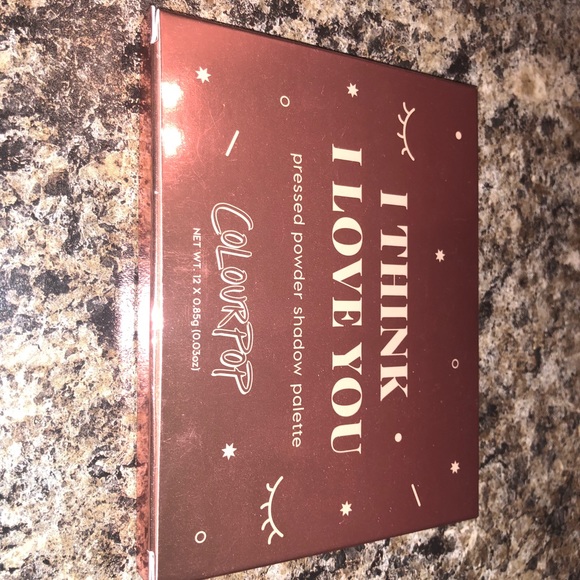 I THINK
I LOVE YOU
pressed powder shadow palette
COLOURPOP
NET WT. 12 X 0.85g (0.03oz)